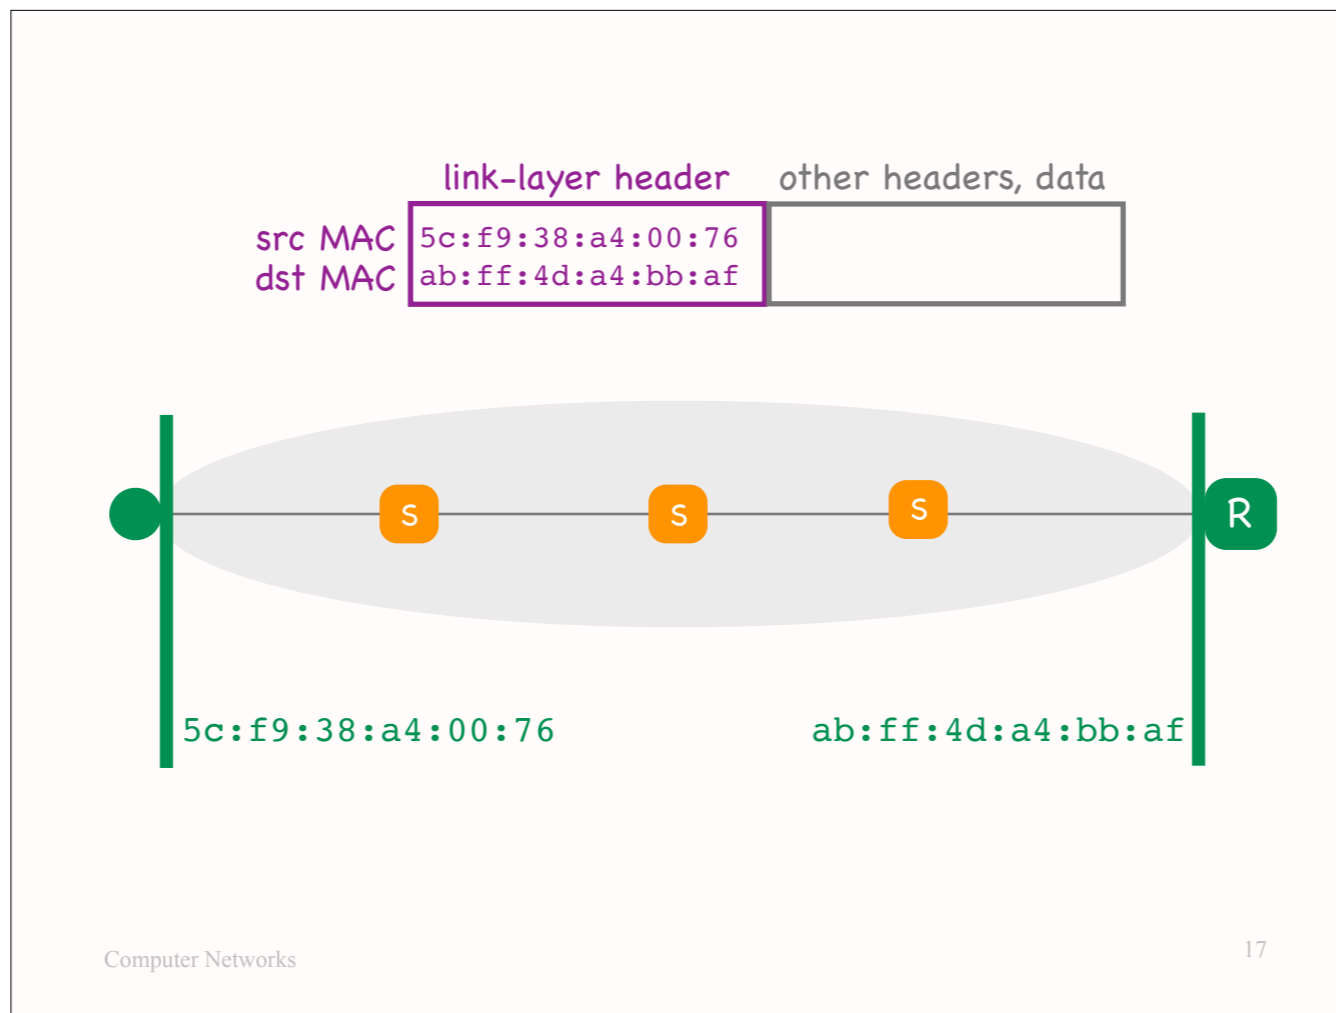 link-layer header other headers, data
src MAC 5c:f9:38:a4:00:76
dst MAC ab:ff:4d:a4:bb:af
S S S R
5c:f9:38:a4:00:76 ab:ff:4d:a4:bb:af
Computer Networks 17